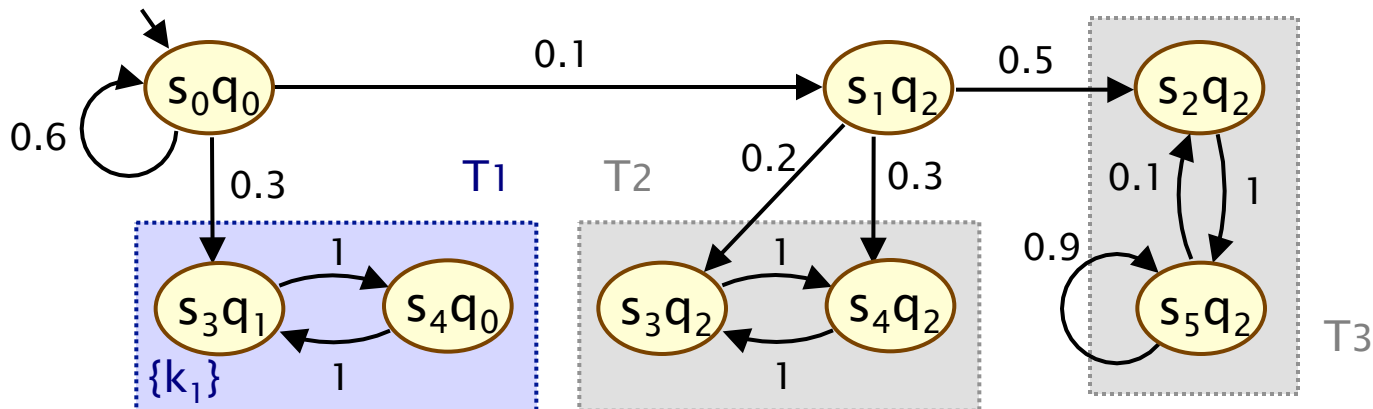 0.1
0.5
s₀q₀
s₁q₂
s₂q₂
0.6
0.3
T1
T2
0.2
0.3
0.1
1
1
1
0.9
s₃q₁
s₄q₀
s₃q₂
s₄q₂
s₅q₂
T3
{k₁}
1
1